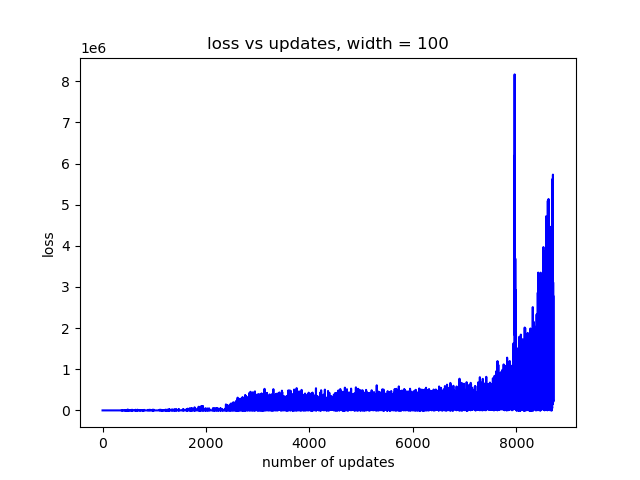 loss vs updates, width = 100
1e6
8
7
6
5
4
3
2
1
0
loss
0 2000 4000 6000 8000
number of updates